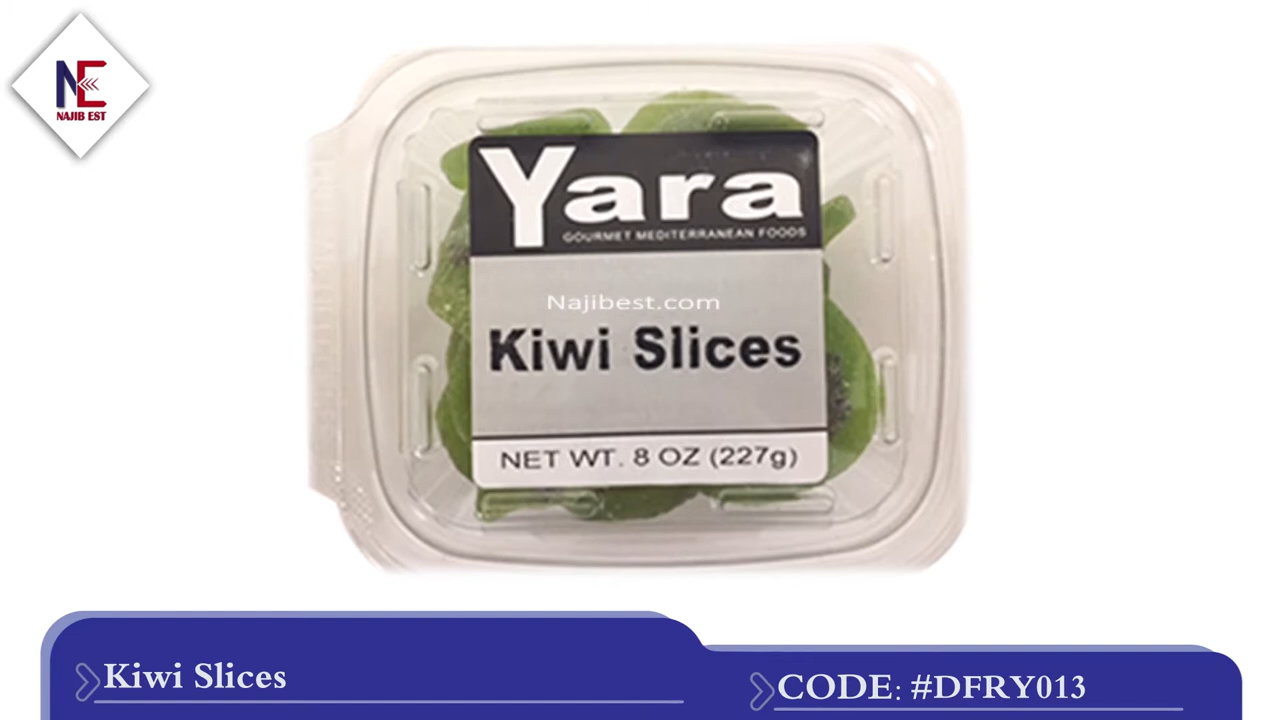 NE
NAJIB EST
Yara
GOURMET MEDITERRANEAN FOODS
Najibest.com
Kiwi Slices
NET WT. 8 OZ (227g)
Kiwi Slices
CODE: #DFRY013